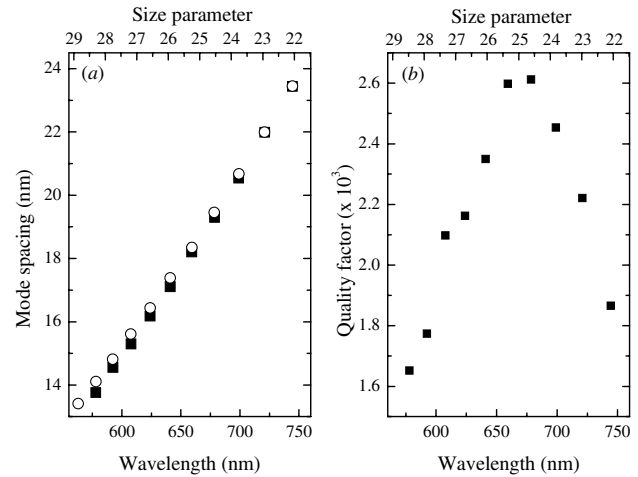 Size parameter
29 28 27 26 25 24 23 22
(a)
24
22
20
18
16
14
Mode spacing (nm)
600 650 700 750
Wavelength (nm)
Size parameter
29 28 27 26 25 24 23 22
(b)
2.6
2.4
2.2
2.0
1.8
1.6
Quality factor (x 10³)
600 650 700 750
Wavelength (nm)